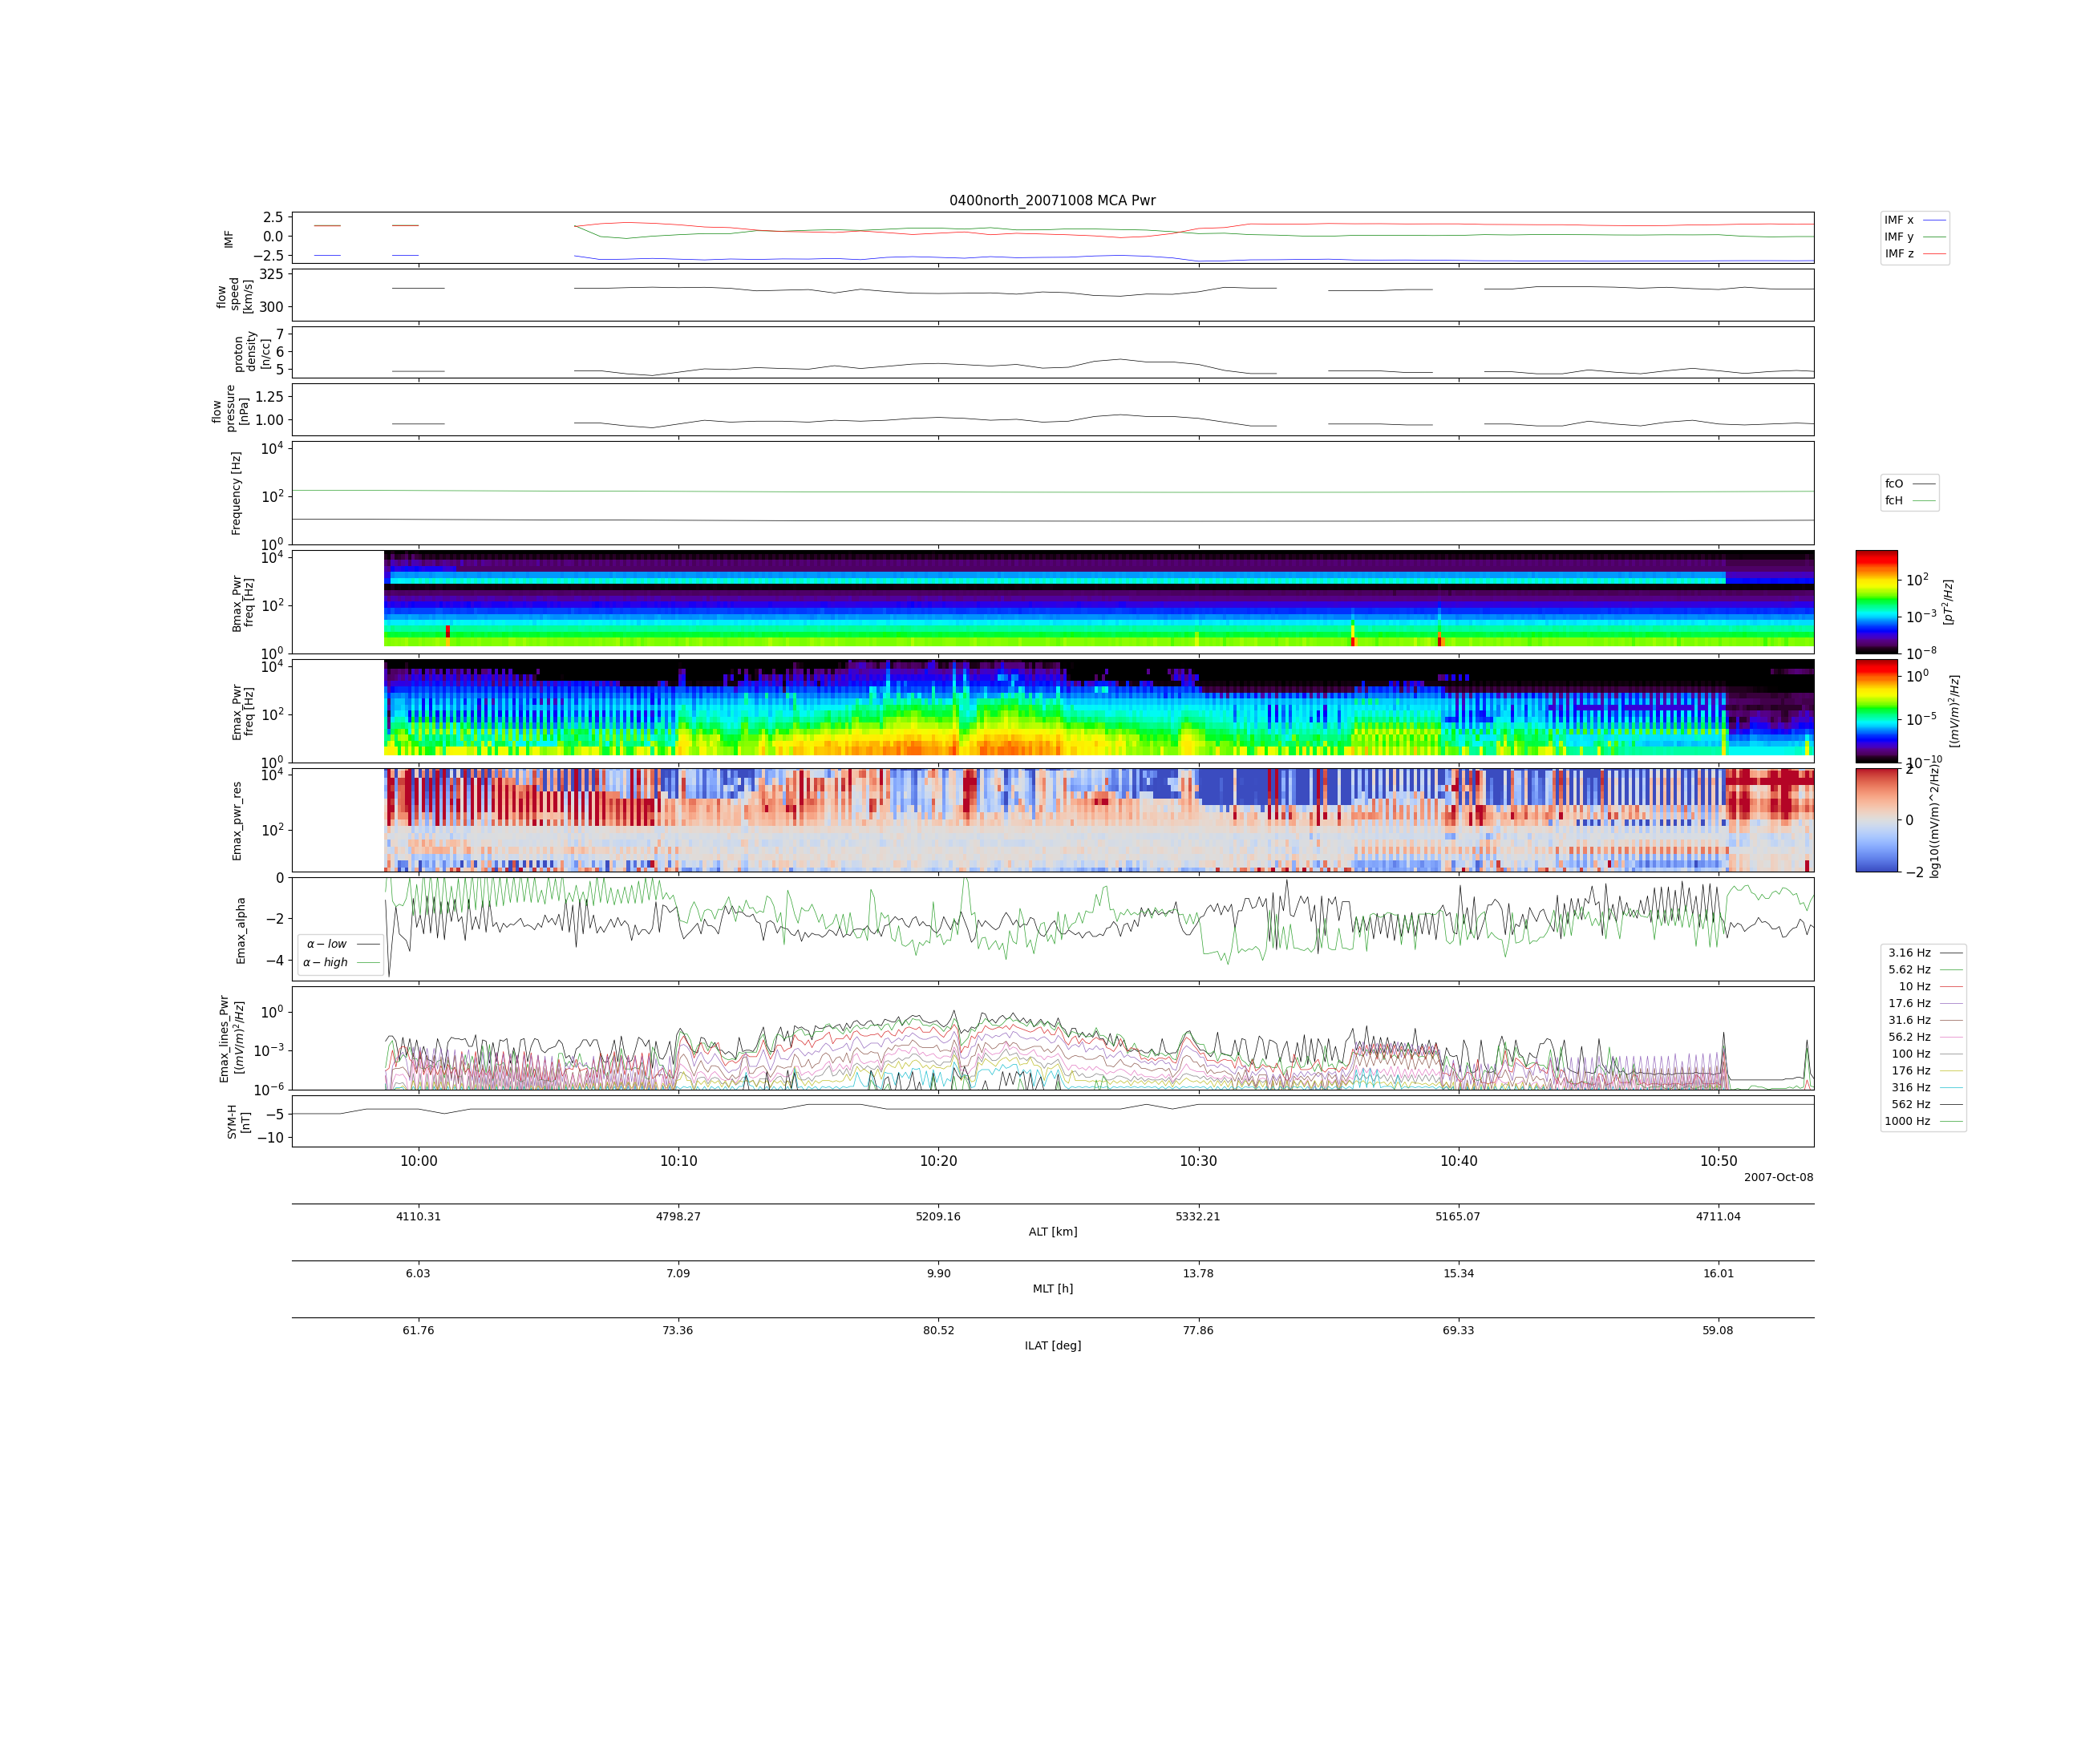 0400north_20071008 MCA Pwr
IMF
2.5
0.0
−2.5
IMF x
IMF y
IMF z
flow
speed
[km/s]
325
300
proton
density
[n/cc]
7
6
5
flow
pressure
[nPa]
1.25
1.00
Frequency [Hz]
10^4
10^2
10^0
fcO
fcH
Bmax_Pwr
freq [Hz]
10^4
10^2
10^0
10^2
10^-3
10^-8
[pT^2/Hz]
Emax_Pwr
freq [Hz]
10^4
10^2
10^0
10^0
10^-5
10^-10
[(mV/m)^2/Hz]
Emax_pwr_res
10^4
10^2
2
0
−2
log10((mV/m)^2/Hz)
Emax_alpha
0
−2
−4
α − low
α − high
Emax_lines_Pwr
[(mV/m)^2/Hz]
10^0
10^-3
10^-6
3.16 Hz
5.62 Hz
10 Hz
17.6 Hz
31.6 Hz
56.2 Hz
100 Hz
176 Hz
316 Hz
562 Hz
1000 Hz
SYM-H
[nT]
−5
−10
10:00 10:10 10:20 10:30 10:40 10:50
2007-Oct-08
4110.31 4798.27 5209.16 5332.21 5165.07 4711.04
ALT [km]
6.03 7.09 9.90 13.78 15.34 16.01
MLT [h]
61.76 73.36 80.52 77.86 69.33 59.08
ILAT [deg]